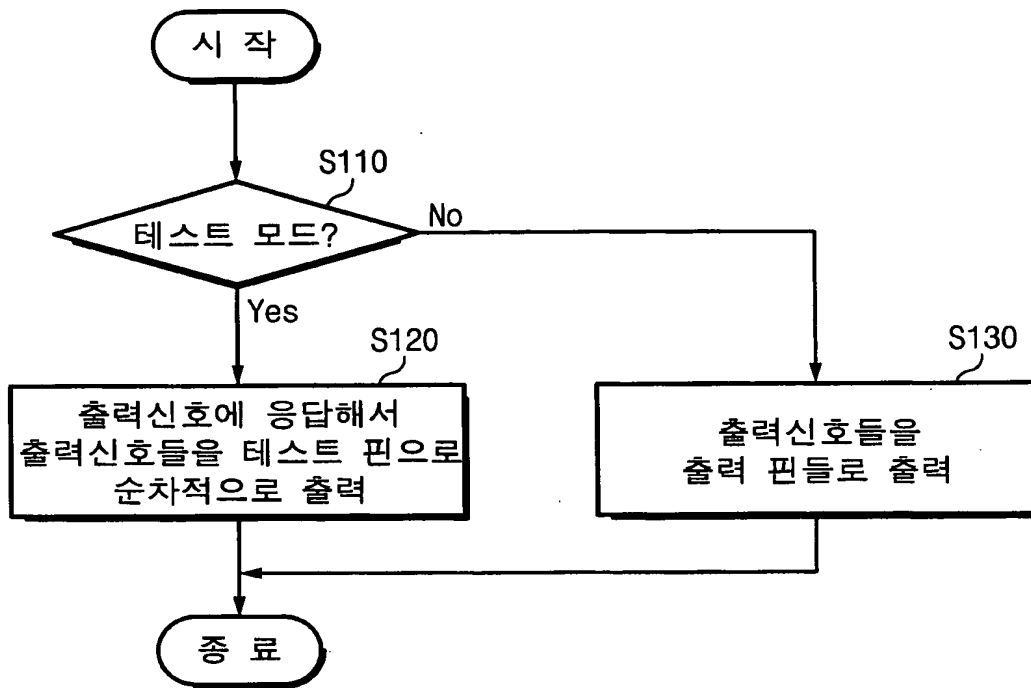 시 작
S110
테스트 모드?
No
Yes
S120
출력신호에 응답해서
출력신호들을 테스트 핀으로
순차적으로 출력
S130
출력신호들을
출력 핀들로 출력
종 료